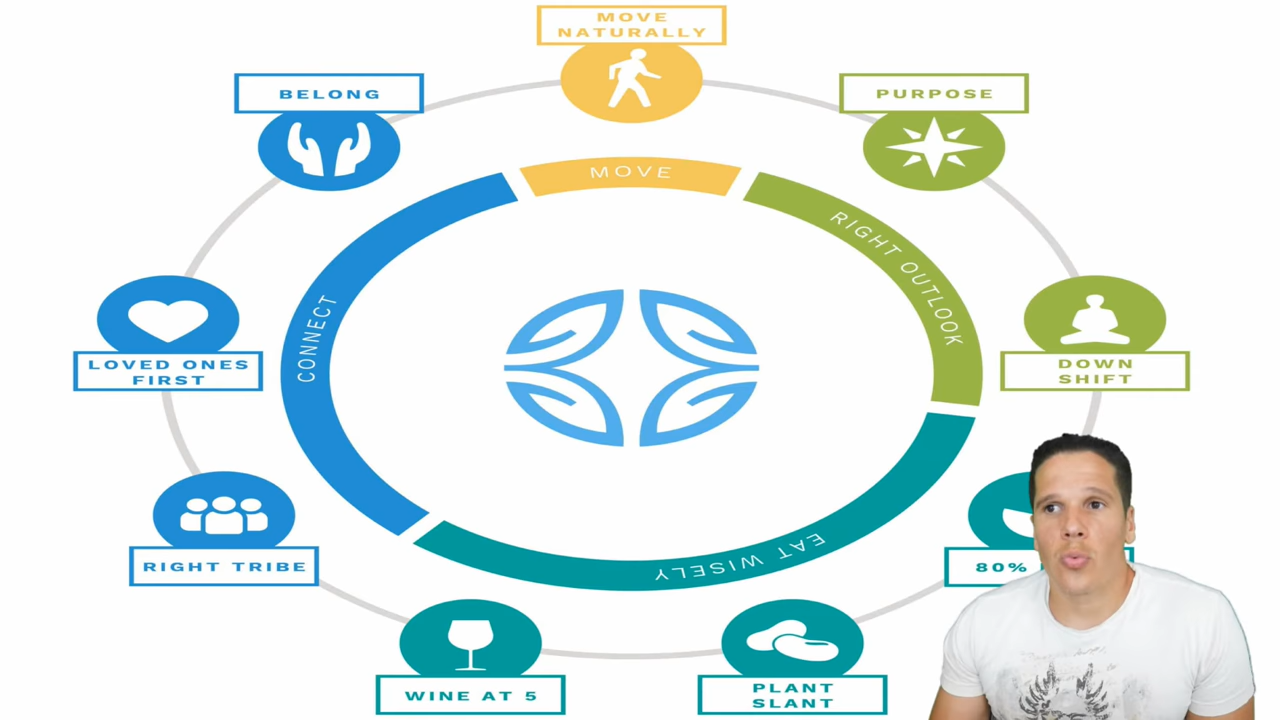 MOVE
NATURALLY
BELONG
PURPOSE
MOVE
RIGHT OUTLOOK
CONNECT
LOVED ONES
FIRST
DOWN
SHIFT
RIGHT TRIBE
EAT WISELY
80%
WINE AT 5
PLANT
SLANT